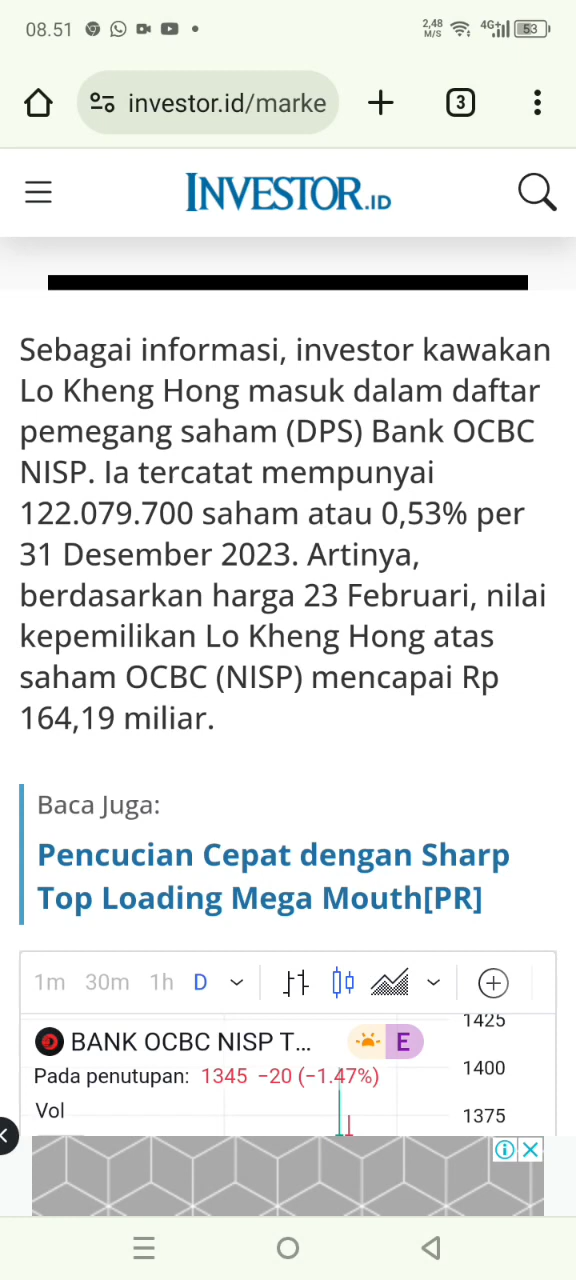 08.51
2,48 M/S 4G+ 53
investor.id/marke
3
INVESTOR.ID
Sebagai informasi, investor kawakan
Lo Kheng Hong masuk dalam daftar
pemegang saham (DPS) Bank OCBC
NISP. Ia tercatat mempunyai
122.079.700 saham atau 0,53% per
31 Desember 2023. Artinya,
berdasarkan harga 23 Februari, nilai
kepemilikan Lo Kheng Hong atas
saham OCBC (NISP) mencapai Rp
164,19 miliar.
Baca Juga:
Pencucian Cepat dengan Sharp
Top Loading Mega Mouth[PR]
1m 30m 1h D
1425
BANK OCBC NISP T... E
1400
Pada penutupan: 1345 −20 (−1.47%)
Vol
1375